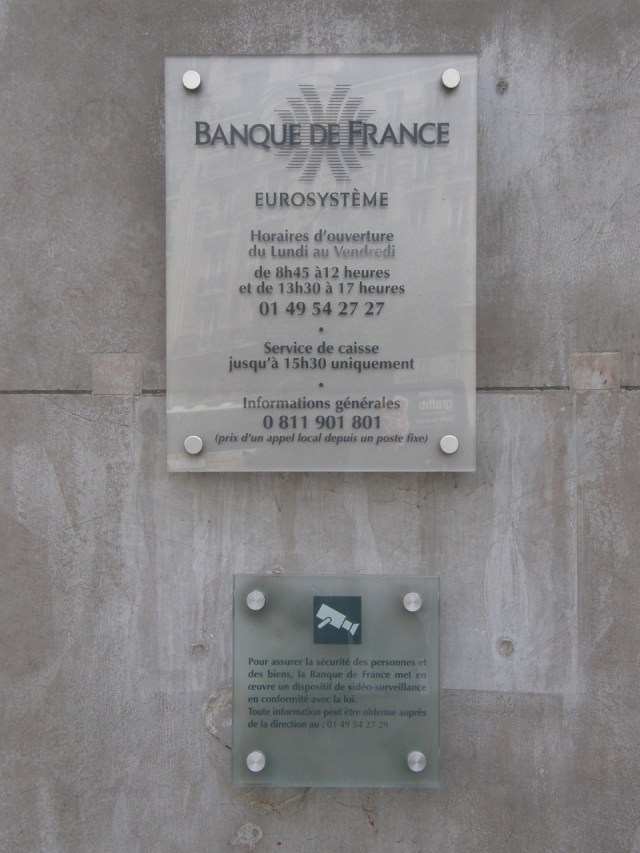 BANQUE DE FRANCE
EUROSYSTÈME
Horaires d'ouverture
du Lundi au Vendredi
de 8h45 à12 heures
et de 13h30 à 17 heures
01 49 54 27 27
•
Service de caisse
jusqu'à 15h30 uniquement
•
Informations générales
0 811 901 801
(prix d'un appel local depuis un poste fixe)
Pour assurer la sécurité des personnes et
des biens, la Banque de France met en
œuvre un dispositif de vidéo-surveillance
en conformité avec la loi.
Toute information peut être obtenue auprès
de la direction au : 01 49 54 27 29